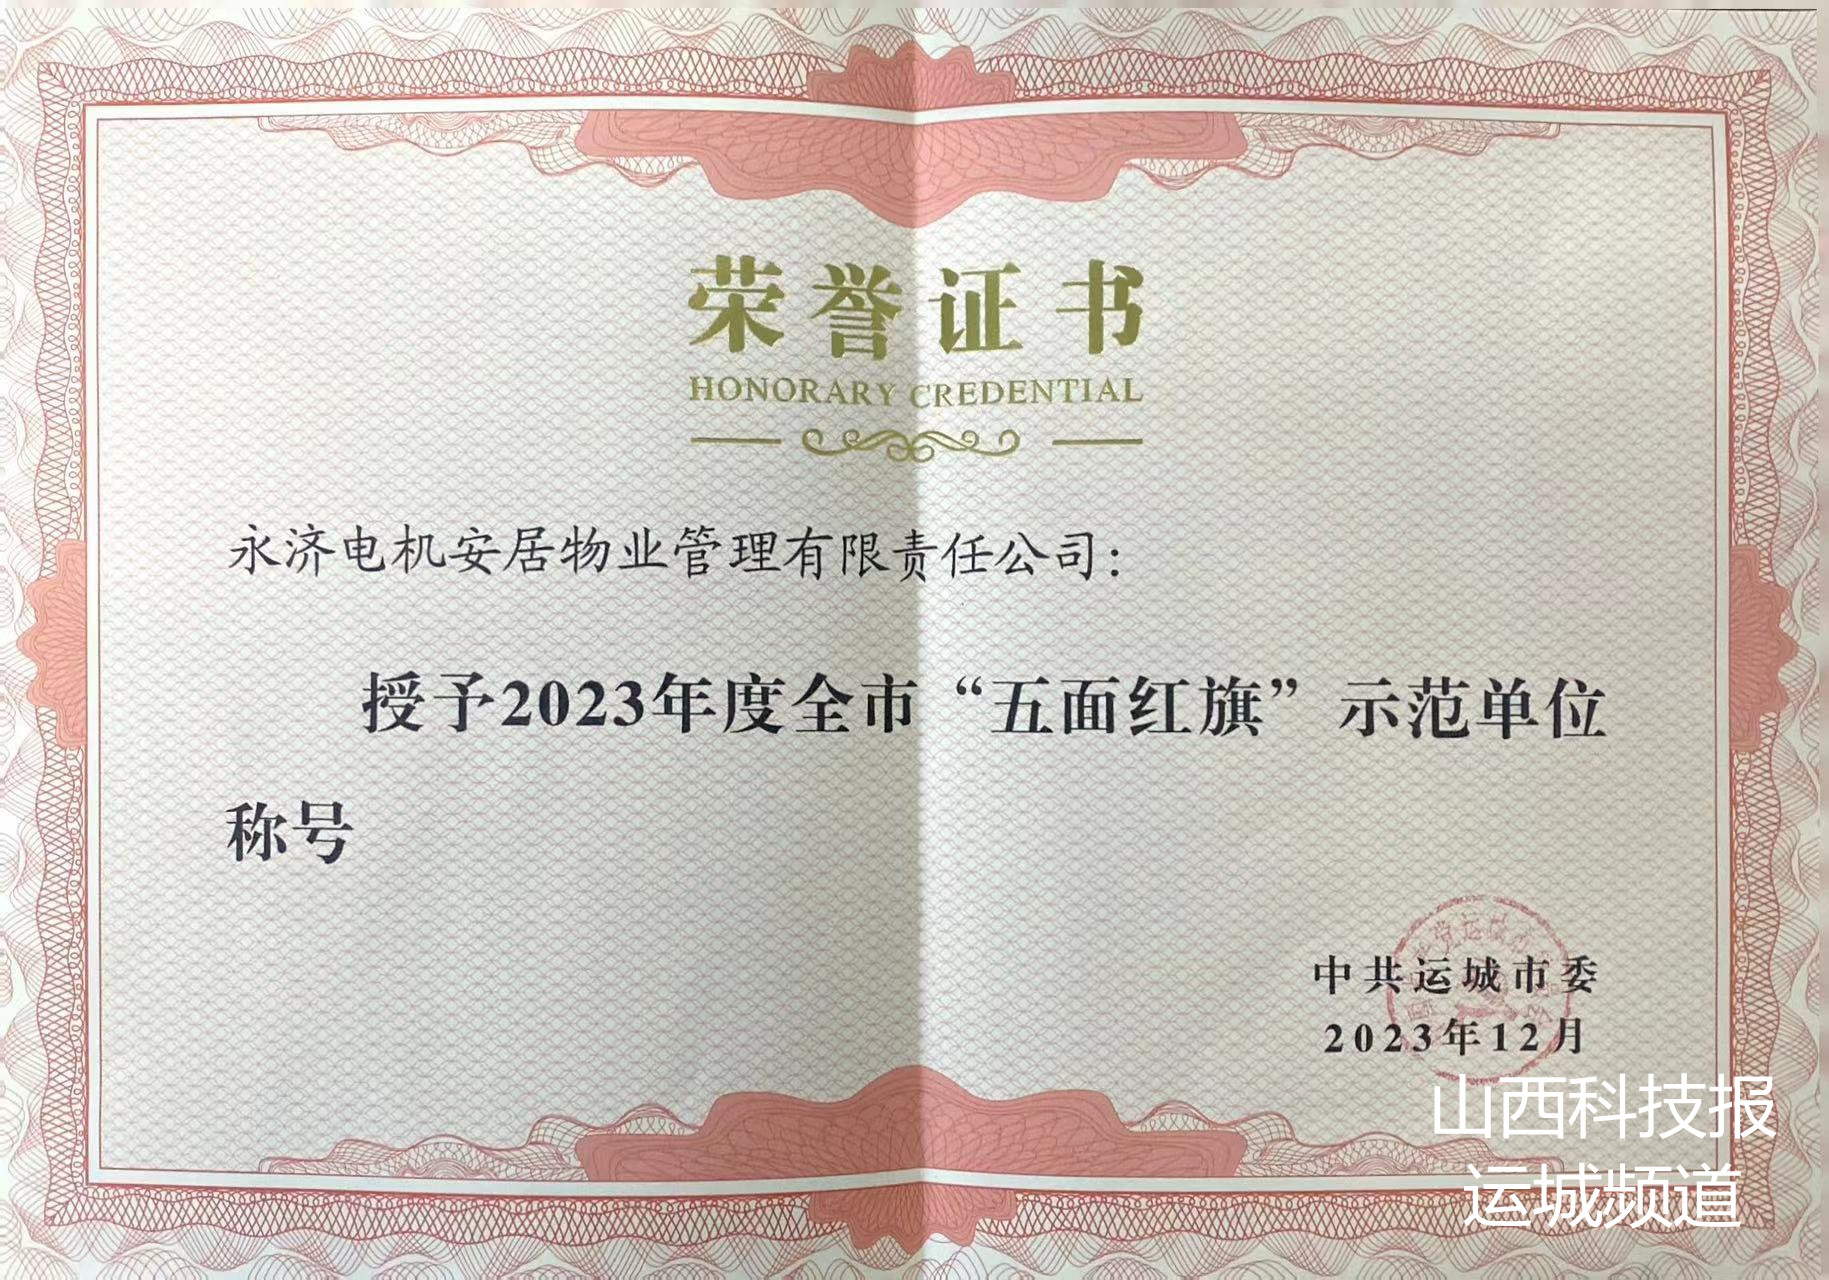 荣誉证书
HONORARY CREDENTIAL
永济电机安居物业管理有限责任公司：
授予2023年度全市“五面红旗”示范单位
称号
中共运城市委
2023年12月
山西科技报
运城频道